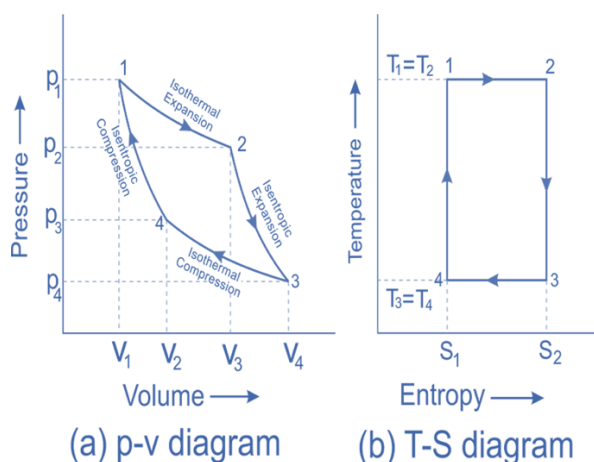 1
p1
Isothermal
Expansion
2
p2
Isentropic
Compression
Isentropic
Expansion
Pressure
p3
4
Isothermal
Compression
3
p4
V1 V2 V3 V4
Volume
(a) p-v diagram
T1=T2
1 2
Temperature
4 3
T3=T4
S1 S2
Entropy
(b) T-S diagram